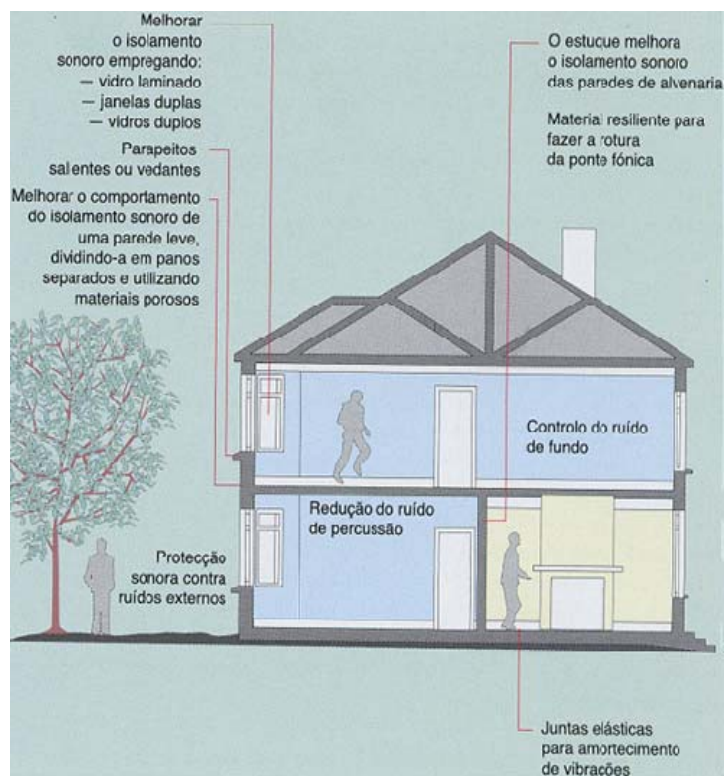 Melhorar
o isolamento
sonoro empregando:
— vidro laminado
— janelas duplas
— vidros duplos
Parapeitos
salientes ou vedantes
Melhorar o comportamento
do isolamento sonoro de
uma parede leve,
dividindo-a em panos
separados e utilizando
materiais porosos
O estuque melhora
o isolamento sonoro
das paredes de alvenaria
Material resiliente para
fazer a rotura
da ponte fónica
Controlo do ruído
de fundo
Redução do ruído
de percussão
Protecção
sonora contra
ruídos externos
Juntas elásticas
para amortecimento
de vibrações